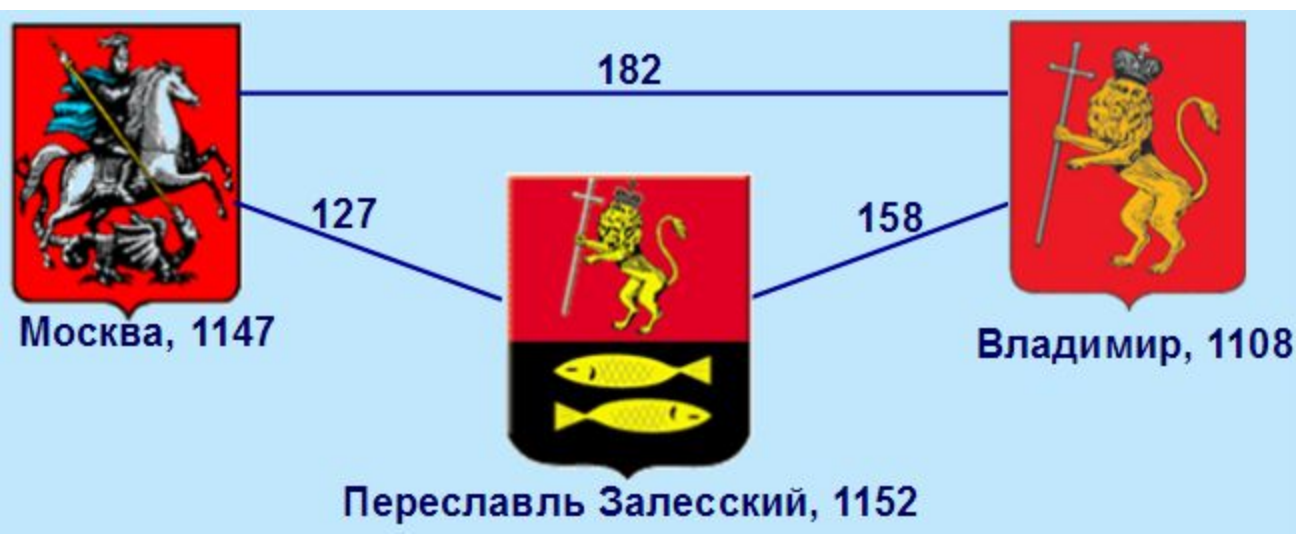 182
127
158
Москва, 1147
Владимир, 1108
Переславль Залесский, 1152